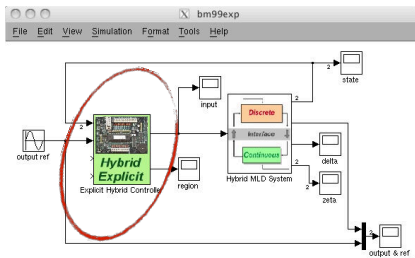 bm99exp
File Edit View Simulation Format Tools Help
2
state
input
Discrete
2
2
Hybrid
Explicit
Interface
output ref
Continuous
delta
Explicit Hybrid Controller
region
Hybrid MLD System
2
zeta
2
output & ref